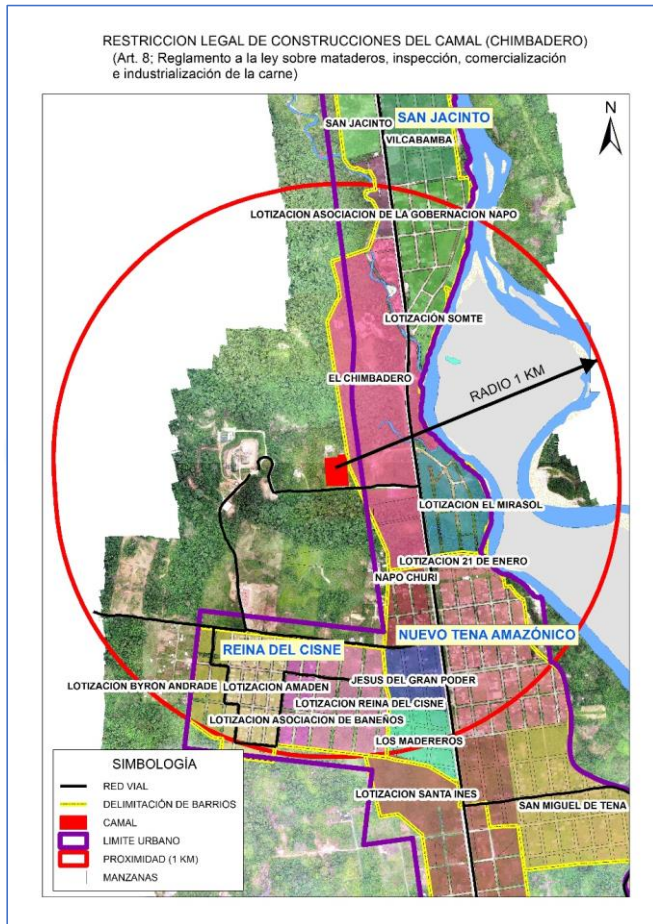 RESTRICCION LEGAL DE CONSTRUCCIONES DEL CAMAL (CHIMBADERO)
(Art. 8; Reglamento a la ley sobre mataderos, inspección, comercialización
e industrialización de la carne)
N
SAN JACINTO
SAN JACINTO
VILCABAMBA
LOTIZACION ASOCIACION DE LA GOBERNACION NAPO
LOTIZACIÓN SOMTE
EL CHIMBADERO
RADIO 1 KM
LOTIZACION EL MIRASOL
LOTIZACION 21 DE ENERO
NAPO CHURI
NUEVO TENA AMAZÓNICO
REINA DEL CISNE
LOTIZACION BYRON ANDRADE
LOTIZACION AMADEN
JESUS DEL GRAN PODER
LOTIZACION REINA DEL CISNE
LOTIZACION ASOCIACION DE BANEÑOS
LOS MADEREROS
LOTIZACION SANTA INES
SAN MIGUEL DE TENA
SIMBOLOGÍA
RED VIAL
DELIMITACIÓN DE BARRIOS
CAMAL
LIMITE URBANO
PROXIMIDAD (1 KM)
MANZANAS